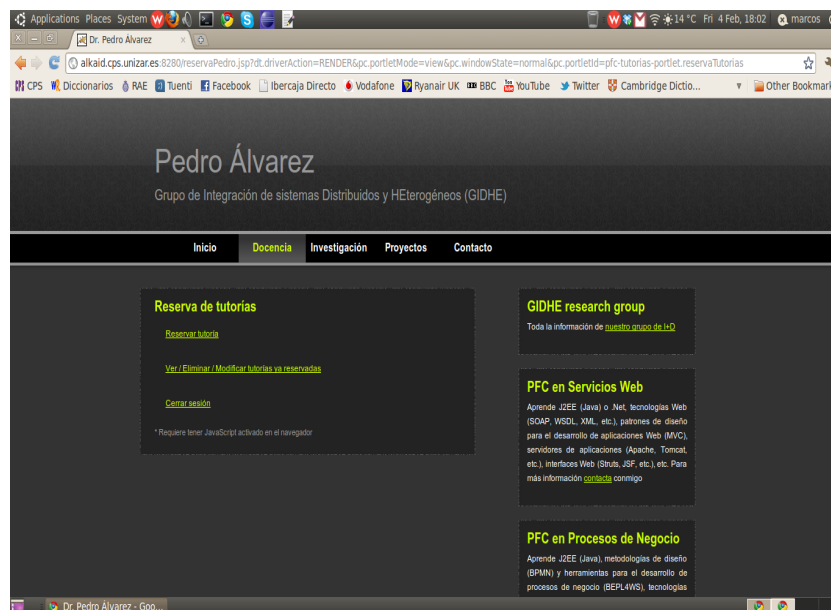 Applications Places System 14 °C Fri 4 Feb, 18:02 marcos
Dr. Pedro Álvarez
alkaid.cps.unizar.es:8280/reservaPedro.jsp?dt.driverAction=RENDER&pc.portletMode=view&pc.windowState=normal&pc.portletId=pfc-tutorias-portlet.reservaTutorias
CPS Diccionarios RAE Tuenti Facebook Ibercaja Directo Vodafone Ryanair UK BBC YouTube Twitter Cambridge Dictio... Other Bookmark
Pedro Álvarez
Grupo de Integración de sistemas Distribuidos y HEterogéneos (GIDHE)
Inicio Docencia Investigación Proyectos Contacto
Reserva de tutorías
Reservar tutoría
Ver / Eliminar / Modificar tutorías ya reservadas
Cerrar sesión
* Requiere tener JavaScript activado en el navegador
GIDHE research group
Toda la información de nuestro grupo de I+D
PFC en Servicios Web
Aprende J2EE (Java) o .Net, tecnologías Web
(SOAP, WSDL, XML, etc.), patrones de diseño
para el desarrollo de aplicaciones Web (MVC),
servidores de aplicaciones (Apache, Tomcat,
etc.), interfaces Web (Struts, JSF, etc.), etc. Para
más información contacta conmigo
PFC en Procesos de Negocio
Aprende J2EE (Java), metodologías de diseño
(BPMN) y herramientas para el desarrollo de
procesos de negocio (BEPL4WS), tecnologías
Dr. Pedro Álvarez - Goo...